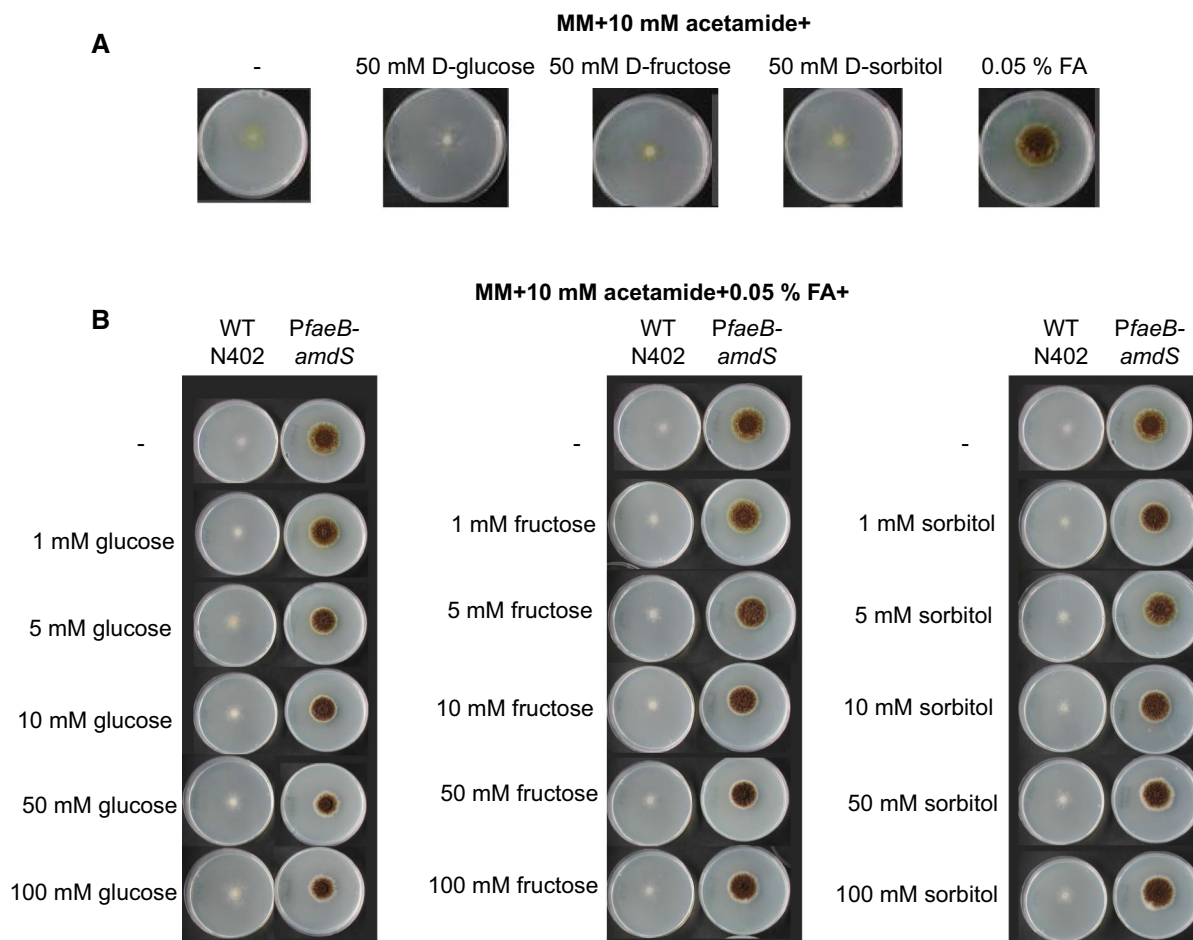 A
MM+10 mM acetamide+
-
50 mM D-glucose
50 mM D-fructose
50 mM D-sorbitol
0.05 % FA
B
MM+10 mM acetamide+0.05 % FA+
WT
N402
PfaeB-
amdS
WT
N402
PfaeB-
amdS
WT
N402
PfaeB-
amdS
-
1 mM glucose
5 mM glucose
10 mM glucose
50 mM glucose
100 mM glucose
-
1 mM fructose
5 mM fructose
10 mM fructose
50 mM fructose
100 mM fructose
-
1 mM sorbitol
5 mM sorbitol
10 mM sorbitol
50 mM sorbitol
100 mM sorbitol